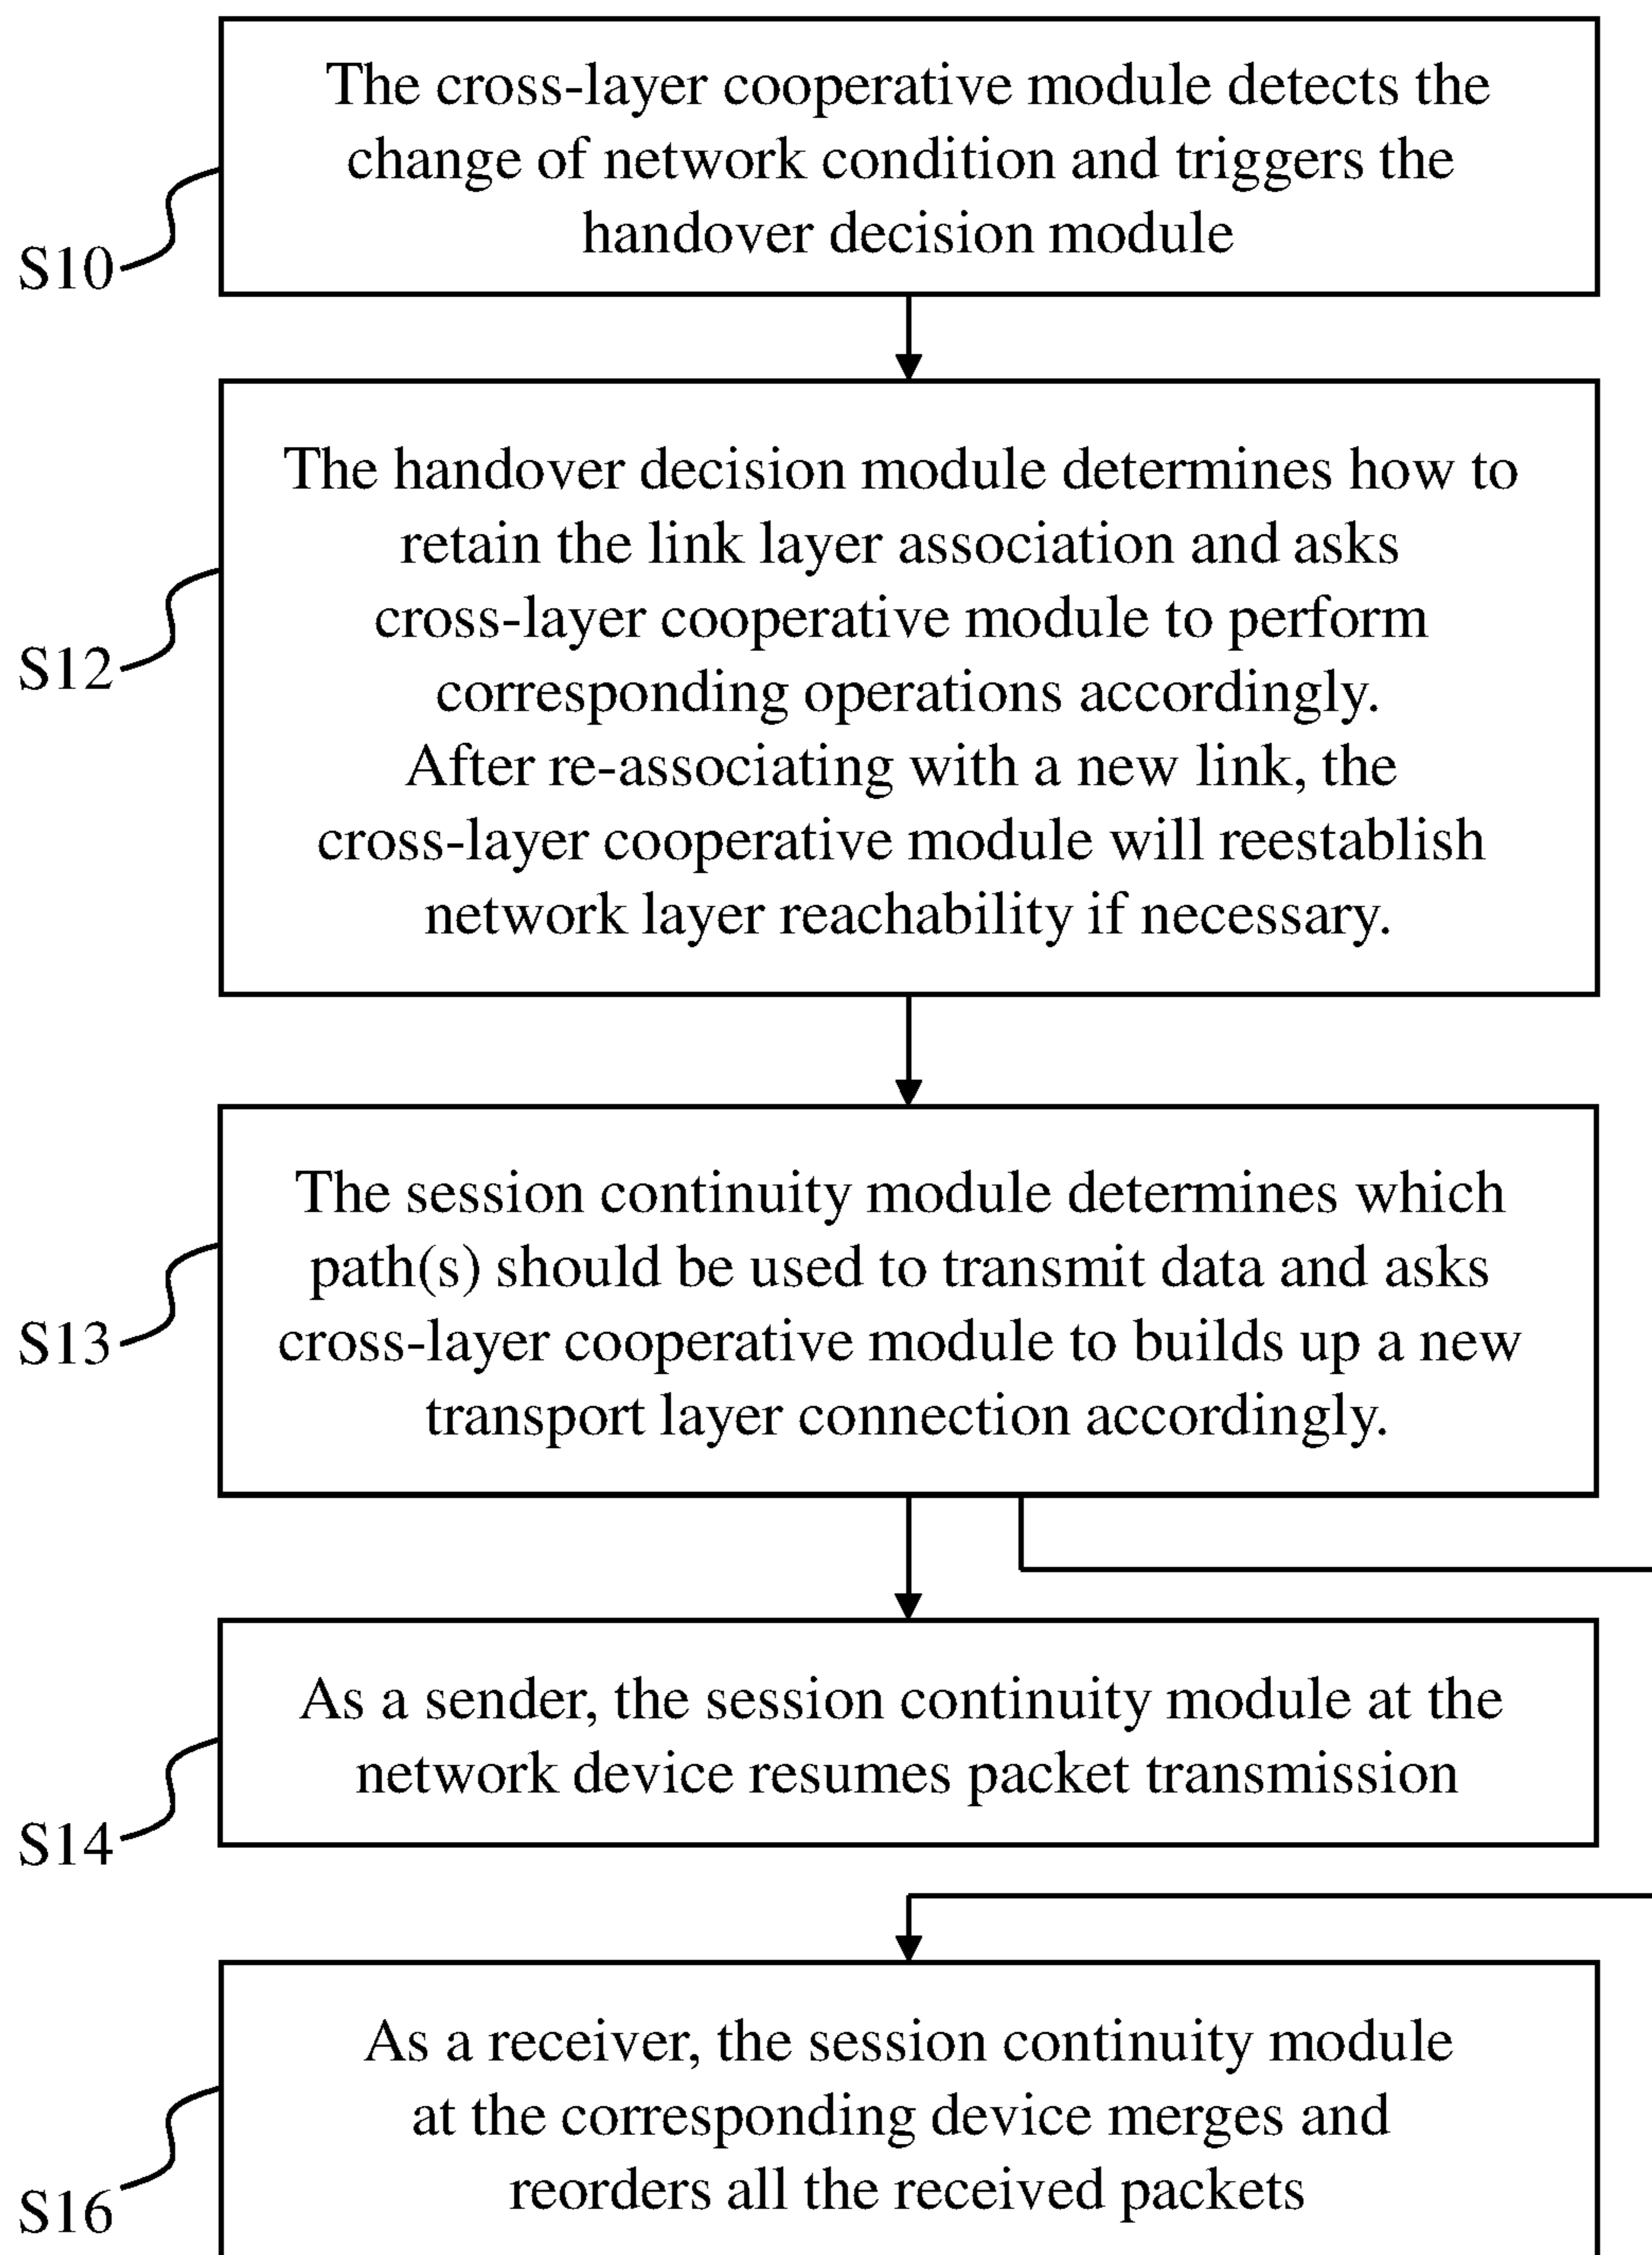 The cross-layer cooperative module detects the
change of network condition and triggers the
handover decision module
S10
The handover decision module determines how to
retain the link layer association and asks
cross-layer cooperative module to perform
corresponding operations accordingly.
After re-associating with a new link, the
cross-layer cooperative module will reestablish
network layer reachability if necessary.
S12
The session continuity module determines which
path(s) should be used to transmit data and asks
cross-layer cooperative module to builds up a new
transport layer connection accordingly.
S13
As a sender, the session continuity module at the
network device resumes packet transmission
S14
As a receiver, the session continuity module
at the corresponding device merges and
reorders all the received packets
S16